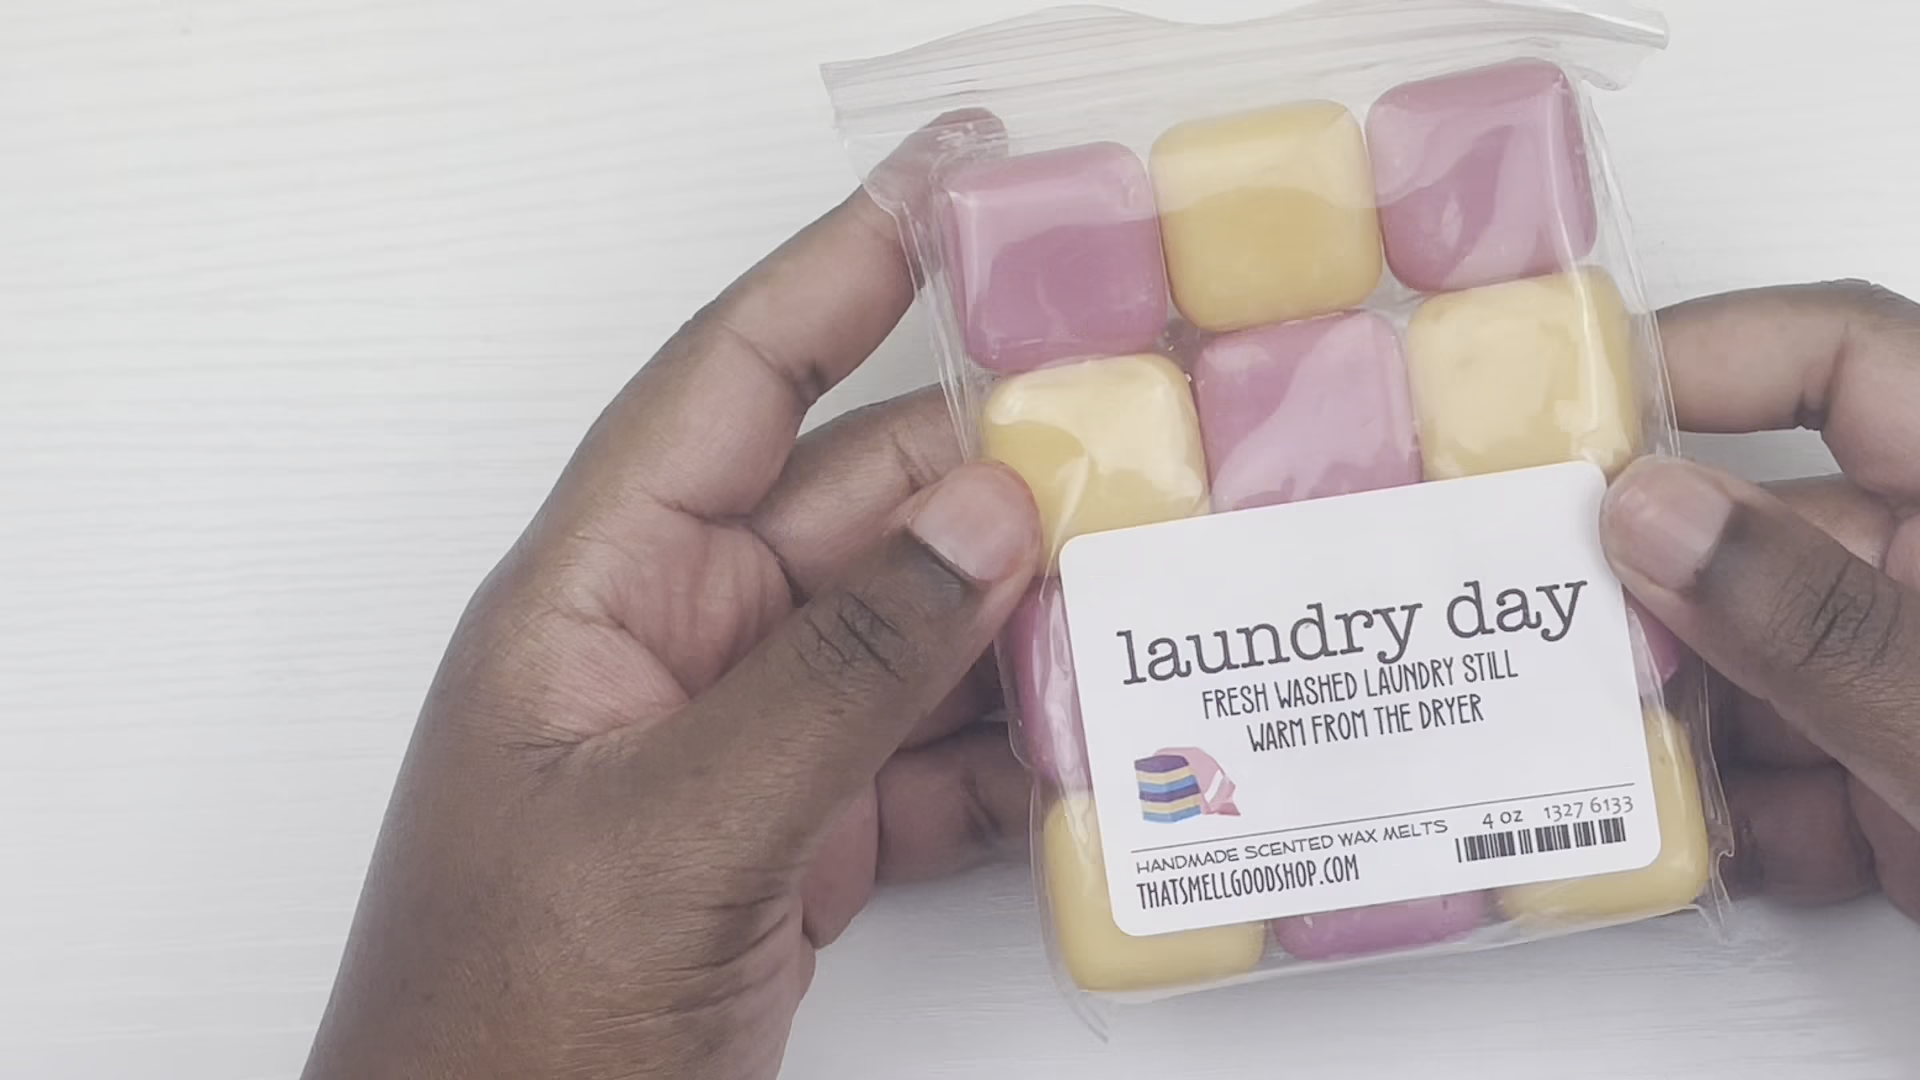 laundry day
FRESH WASHED LAUNDRY STILL
WARM FROM THE DRYER
HANDMADE SCENTED WAX MELTS
THATSMELLGOODSHOP.COM
4 OZ 1327 6133